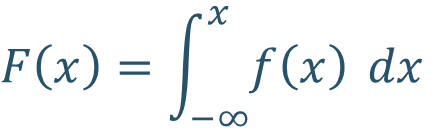 F(x) = ∫_{-∞}^{x} f(x) dx